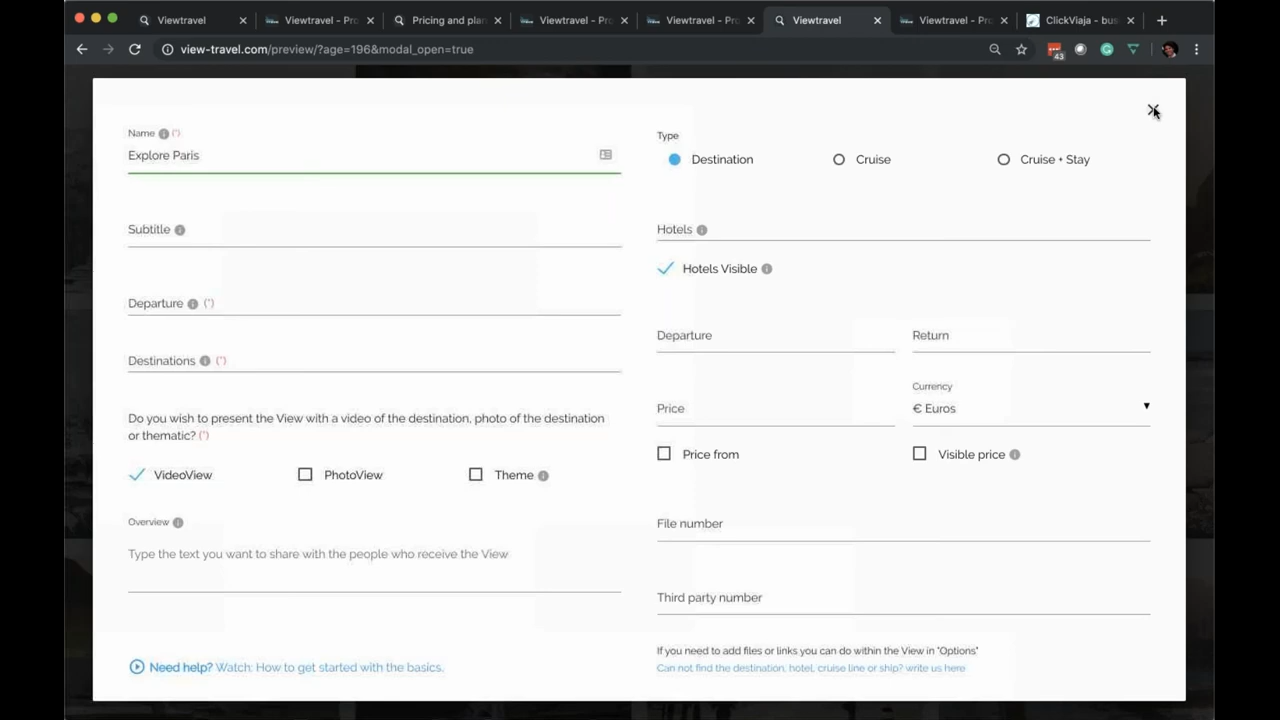 Viewtravel
Viewtravel - Pro
Pricing and plan
Viewtravel - Pro
Viewtravel - Pro
Viewtravel
Viewtravel - Pro
ClickViaja - bus
view-travel.com/preview/?age=196&modal_open=true
43
Name (*)
Explore Paris
Subtitle
Departure (*)
Destinations (*)
Do you wish to present the View with a video of the destination, photo of the destination
or thematic? (*)
VideoView PhotoView Theme
Overview
Type the text you want to share with the people who receive the View
Need help? Watch: How to get started with the basics.
Type
Destination Cruise Cruise + Stay
Hotels
Hotels Visible
Departure Return
Currency
Price € Euros
Price from Visible price
File number
Third party number
If you need to add files or links you can do within the View in "Options"
Can not find the destination, hotel, cruise line or ship? write us here